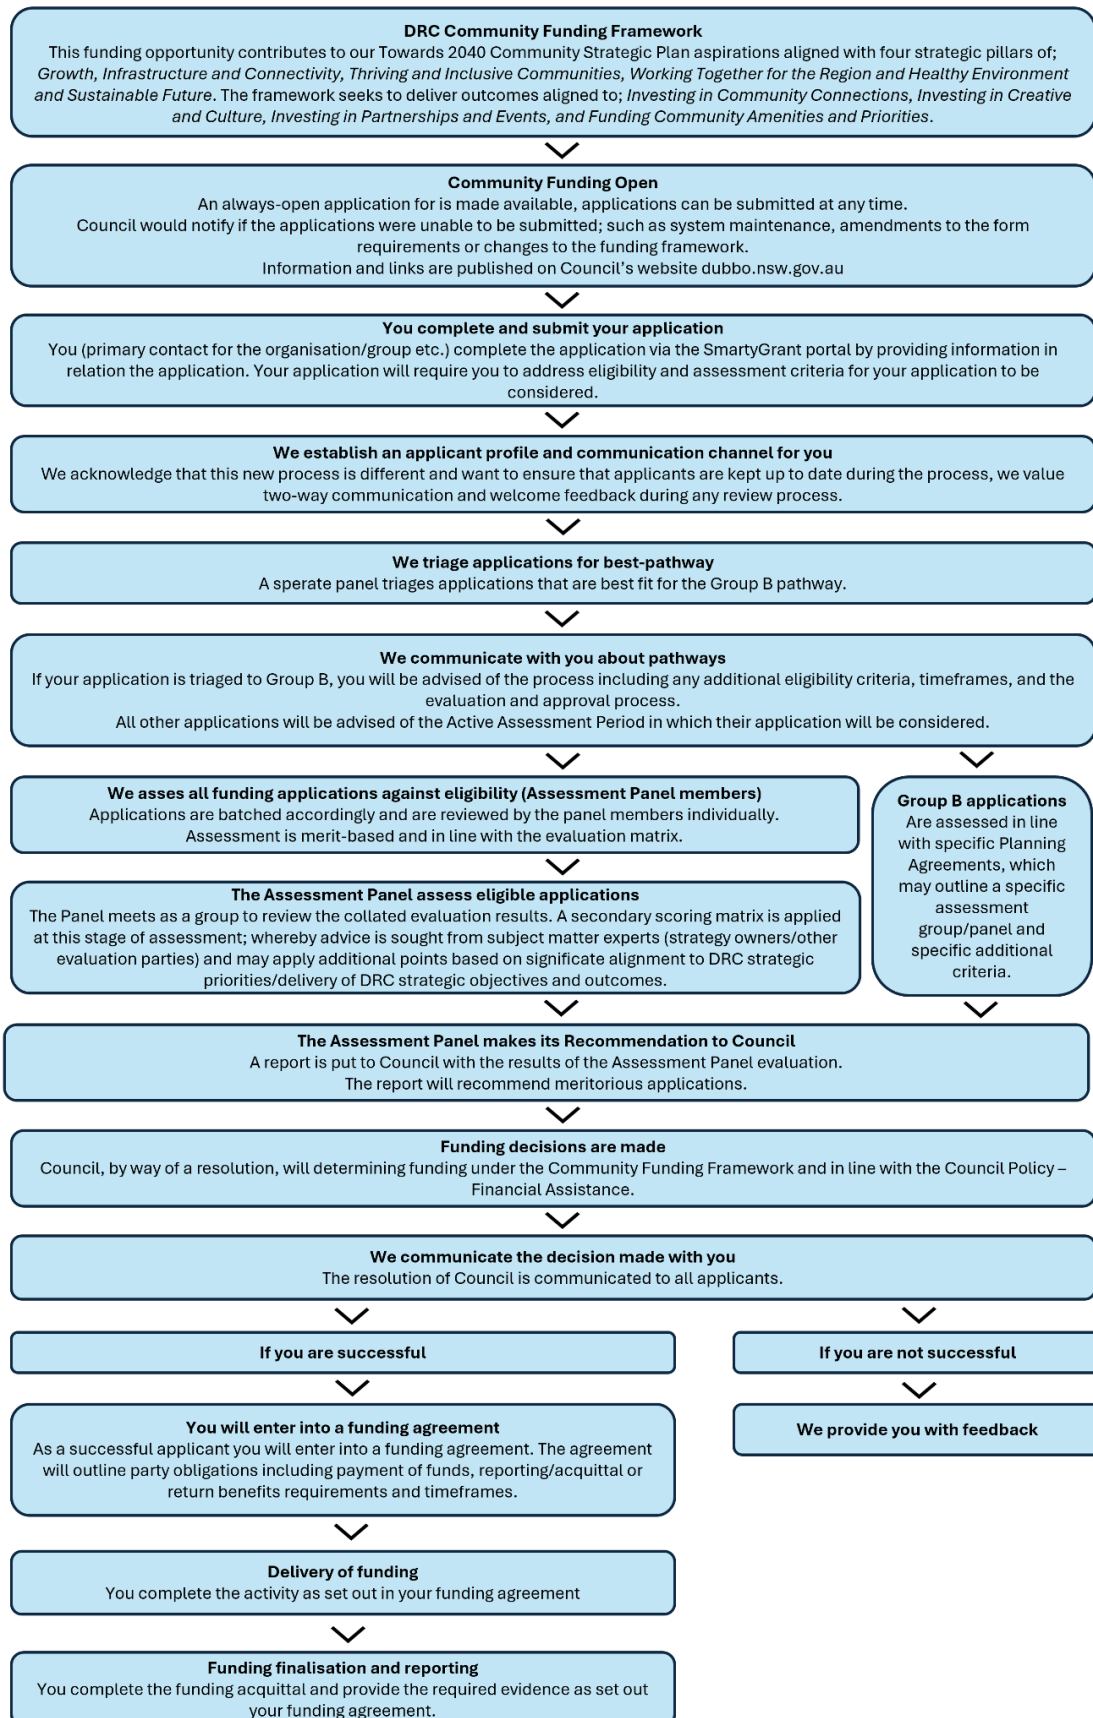 DRC Community Funding Framework
This funding opportunity contributes to our Towards 2040 Community Strategic Plan aspirations aligned with four strategic pillars of;
Growth, Infrastructure and Connectivity, Thriving and Inclusive Communities, Working Together for the Region and Healthy Environment
and Sustainable Future. The framework seeks to deliver outcomes aligned to; Investing in Community Connections, Investing in Creative
and Culture, Investing in Partnerships and Events, and Funding Community Amenities and Priorities.
Community Funding Open
An always-open application for is made available, applications can be submitted at any time.
Council would notify if the applications were unable to be submitted; such as system maintenance, amendments to the form
requirements or changes to the funding framework.
Information and links are published on Council's website dubbo.nsw.gov.au
You complete and submit your application
You (primary contact for the organisation/group etc.) complete the application via the SmartyGrant portal by providing information in
relation the application. Your application will require you to address eligibility and assessment criteria for your application to be
considered.
We establish an applicant profile and communication channel for you
We acknowledge that this new process is different and want to ensure that applicants are kept up to date during the process, we value
two-way communication and welcome feedback during any review process.
We triage applications for best-pathway
A sperate panel triages applications that are best fit for the Group B pathway.
We communicate with you about pathways
If your application is triaged to Group B, you will be advised of the process including any additional eligibility criteria, timeframes, and the
evaluation and approval process.
All other applications will be advised of the Active Assessment Period in which their application will be considered.
We asses all funding applications against eligibility (Assessment Panel members)
Applications are batched accordingly and are reviewed by the panel members individually.
Assessment is merit-based and in line with the evaluation matrix.
The Assessment Panel assess eligible applications
The Panel meets as a group to review the collated evaluation results. A secondary scoring matrix is applied
at this stage of assessment; whereby advice is sought from subject matter experts (strategy owners/other
evaluation parties) and may apply additional points based on significate alignment to DRC strategic
priorities/delivery of DRC strategic objectives and outcomes.
Group B applications
Are assessed in line
with specific Planning
Agreements, which
may outline a specific
assessment
group/panel and
specific additional
criteria.
The Assessment Panel makes its Recommendation to Council
A report is put to Council with the results of the Assessment Panel evaluation.
The report will recommend meritorious applications.
Funding decisions are made
Council, by way of a resolution, will determining funding under the Community Funding Framework and in line with the Council Policy –
Financial Assistance.
We communicate the decision made with you
The resolution of Council is communicated to all applicants.
If you are successful
If you are not successful
You will enter into a funding agreement
As a successful applicant you will enter into a funding agreement. The agreement
will outline party obligations including payment of funds, reporting/acquittal or
return benefits requirements and timeframes.
We provide you with feedback
Delivery of funding
You complete the activity as set out in your funding agreement
Funding finalisation and reporting
You complete the funding acquittal and provide the required evidence as set out
your funding agreement.